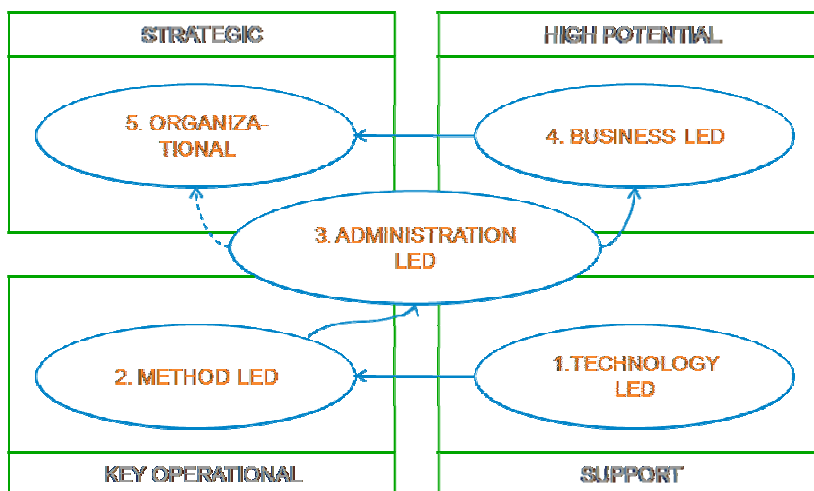 STRATEGIC
HIGH POTENTIAL
5. ORGANIZA-
TIONAL
4. BUSINESS LED
3. ADMINISTRATION
LED
2. METHOD LED
1.TECHNOLOGY
LED
KEY OPERATIONAL
SUPPORT